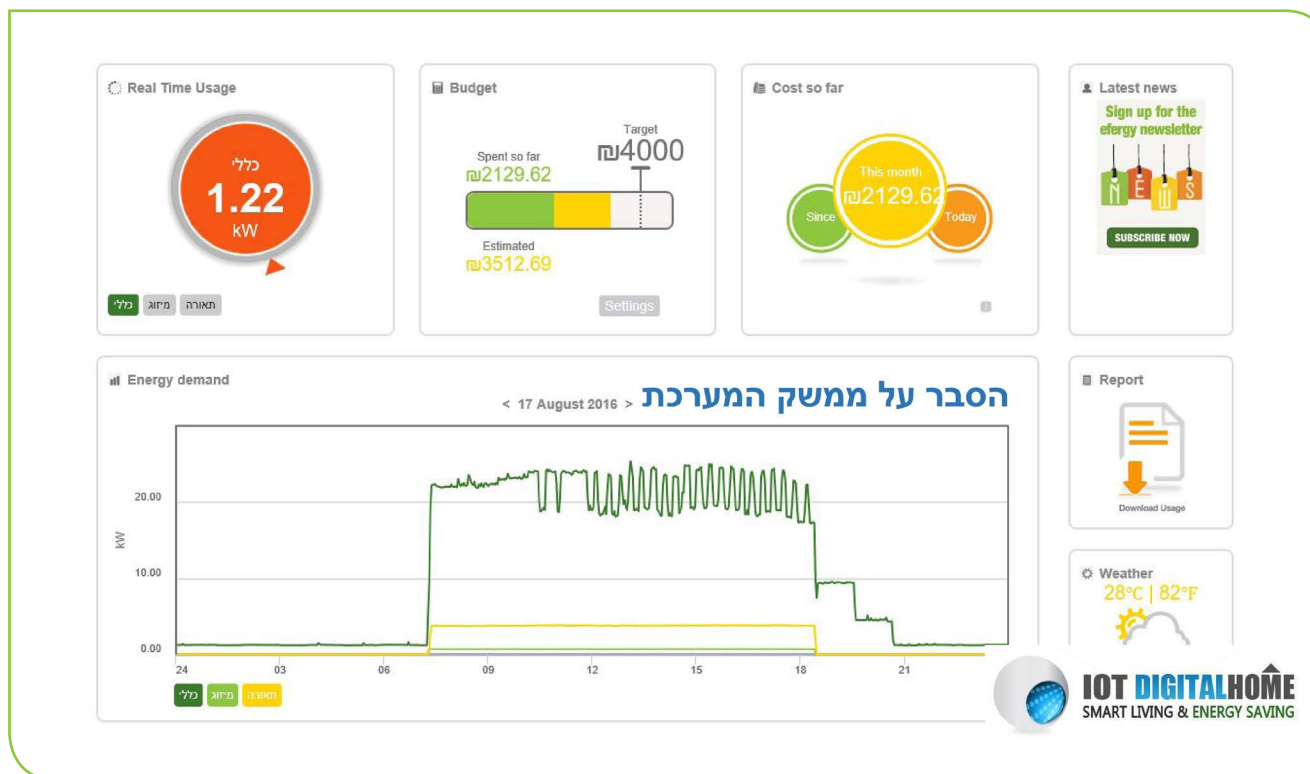 Real Time Usage
כללי
1.22
kW
כללי
מיזוג
תאורה
Budget
Target
₪4000
Spent so far
₪2129.62
Estimated
₪3512.69
Settings
Cost so far
This month
₪2129.62
Since
Today
Latest news
Sign up for the
efergy newsletter
NEWS
SUBSCRIBE NOW
Energy demand
< 17 August 2016 >
הסבר על ממשק המערכת
kW
20.00
10.00
0.00
24 03 06 09 12 15 18 21
כללי
מיזוג
תאורה
Report
Download Usage
Weather
28°C | 82°F
IOT DIGITALHOME
SMART LIVING & ENERGY SAVING